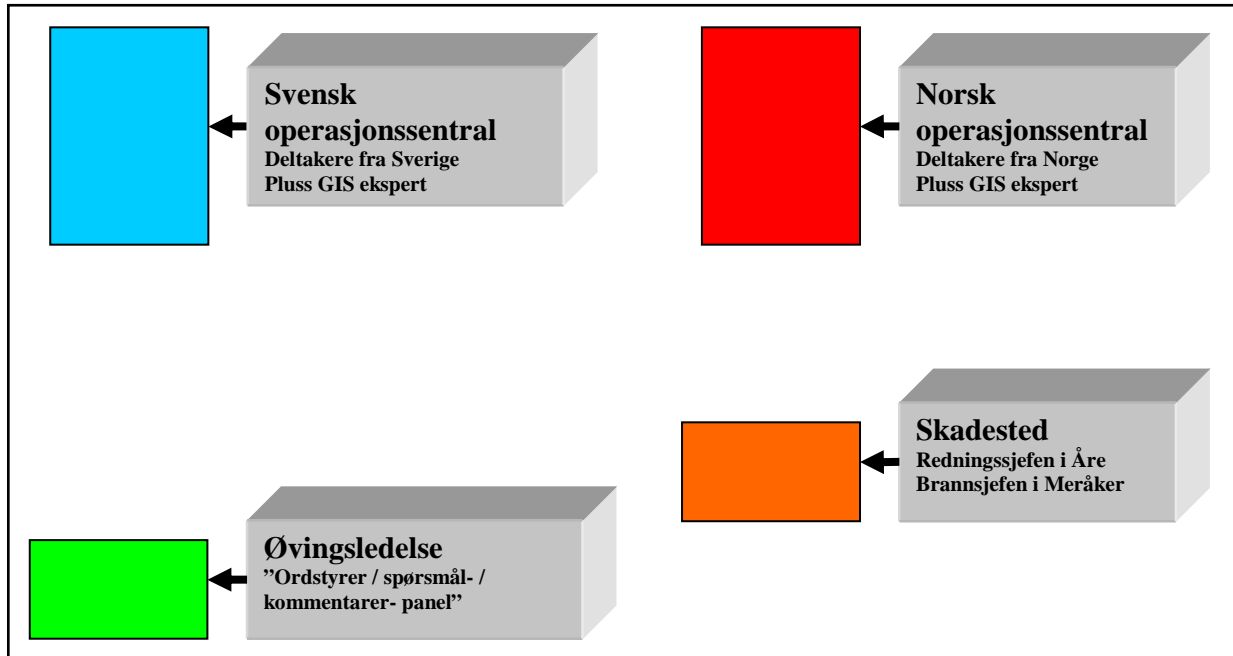 Svensk
operasjonssentral
Deltakere fra Sverige
Pluss GIS ekspert
Norsk
operasjonssentral
Deltakere fra Norge
Pluss GIS ekspert
Skadested
Redningssjefen i Åre
Brannsjefen i Meråker
Øvingsledelse
”Ordstyrer / spørsmål- /
kommentarer- panel”